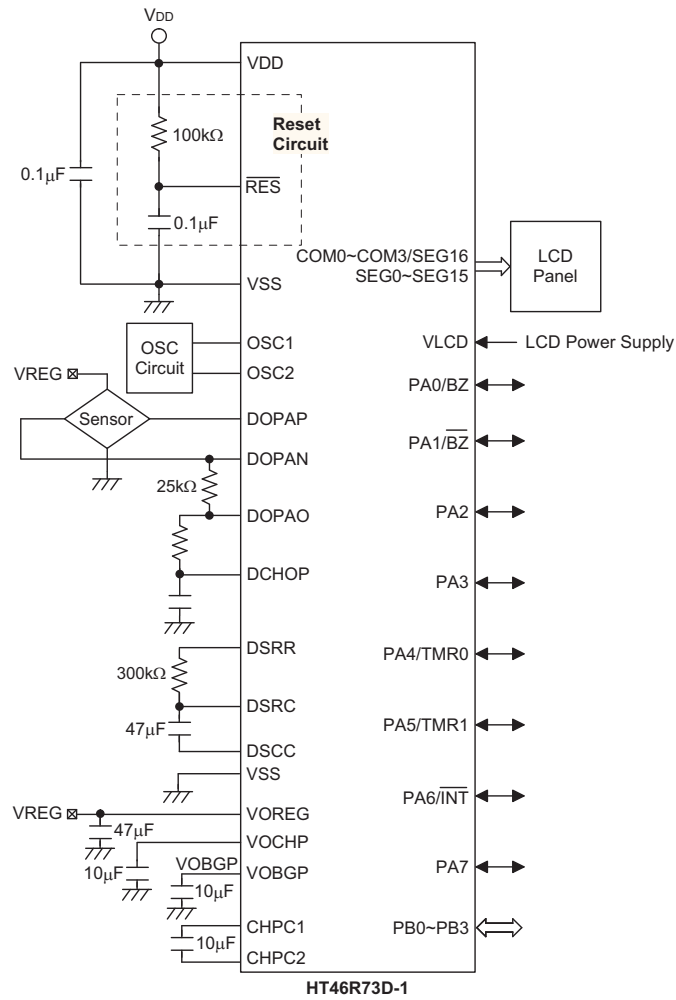 VDD
VDD
100kΩ
Reset
Circuit
0.1μF
RES
0.1μF
COM0~COM3/SEG16
SEG0~SEG15
LCD
Panel
VSS
OSC
Circuit
OSC1
OSC2
VLCD
LCD Power Supply
VREG
PA0/BZ
Sensor
DOPAP
PA1/BZ
DOPAN
25kΩ
DOPAO
PA2
DCHOP
PA3
DSRR
PA4/TMR0
300kΩ
DSRC
PA5/TMR1
47μF
DSCC
VSS
PA6/INT
VREG
VOREG
47μF
VOCHP
10μF
VOBGP
VOBGP
PA7
10μF
CHPC1
PB0~PB3
10μF
CHPC2
HT46R73D-1